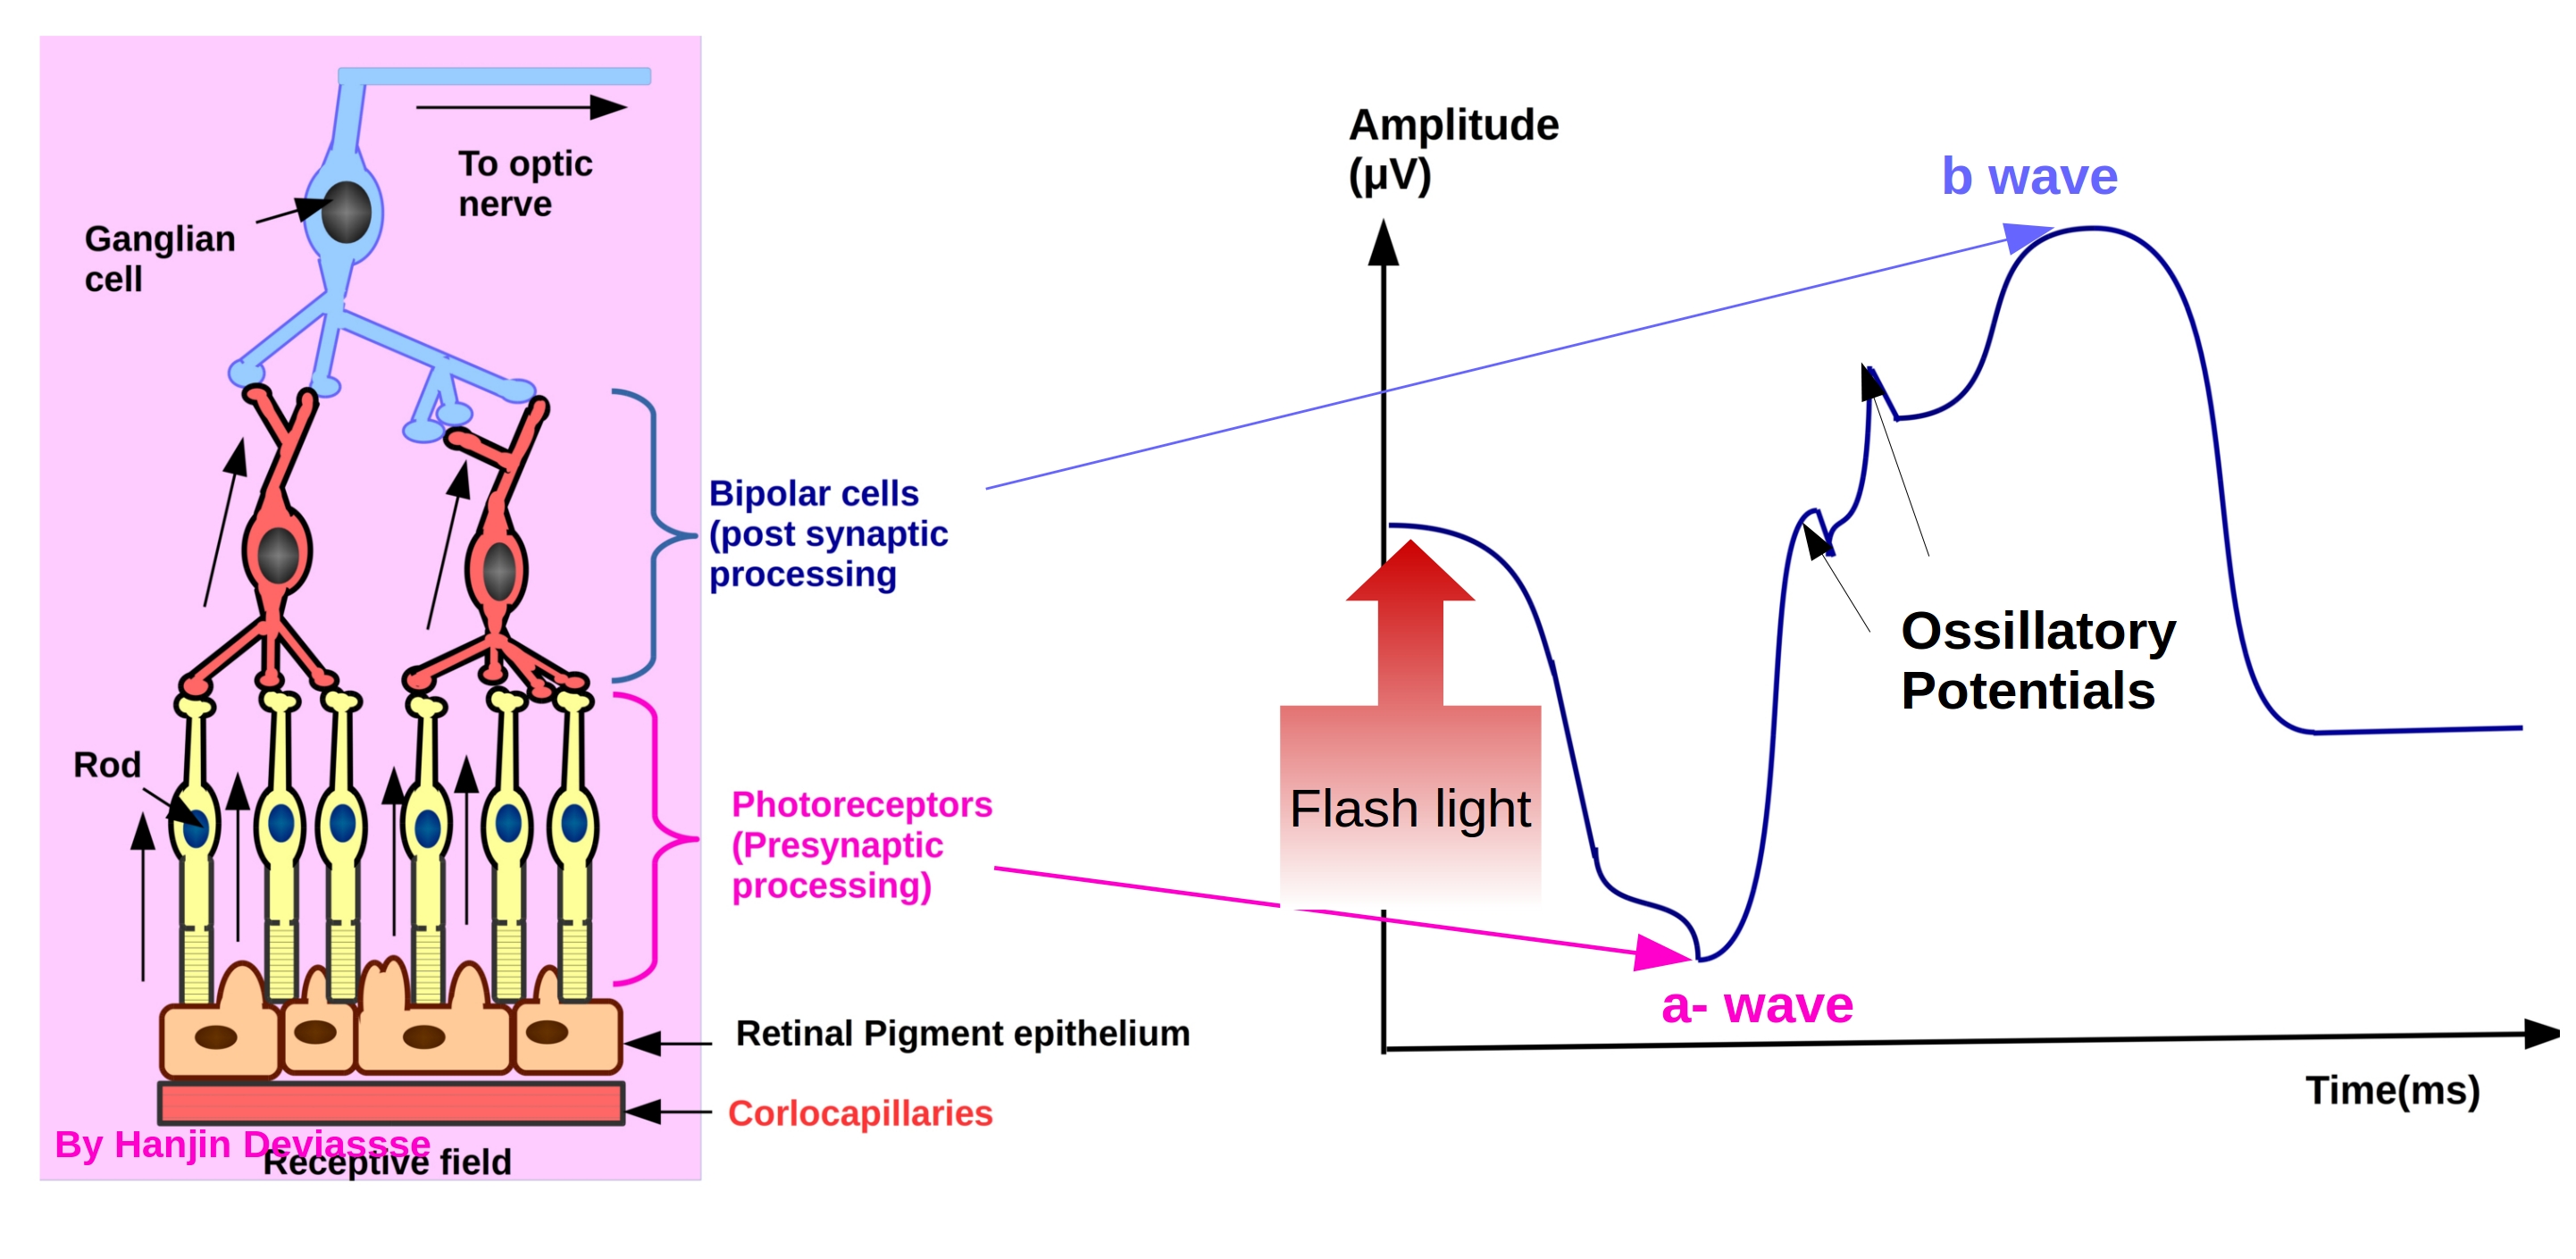 To optic
nerve
Ganglian
cell
Bipolar cells
(post synaptic
processing
Rod
Photoreceptors
(Presynaptic
processing)
Retinal Pigment epithelium
Corlocapillaries
By Hanjin Deviassse
Receptive field
Amplitude
(μV)
b wave
Ossillatory
Potentials
Flash light
a- wave
Time(ms)